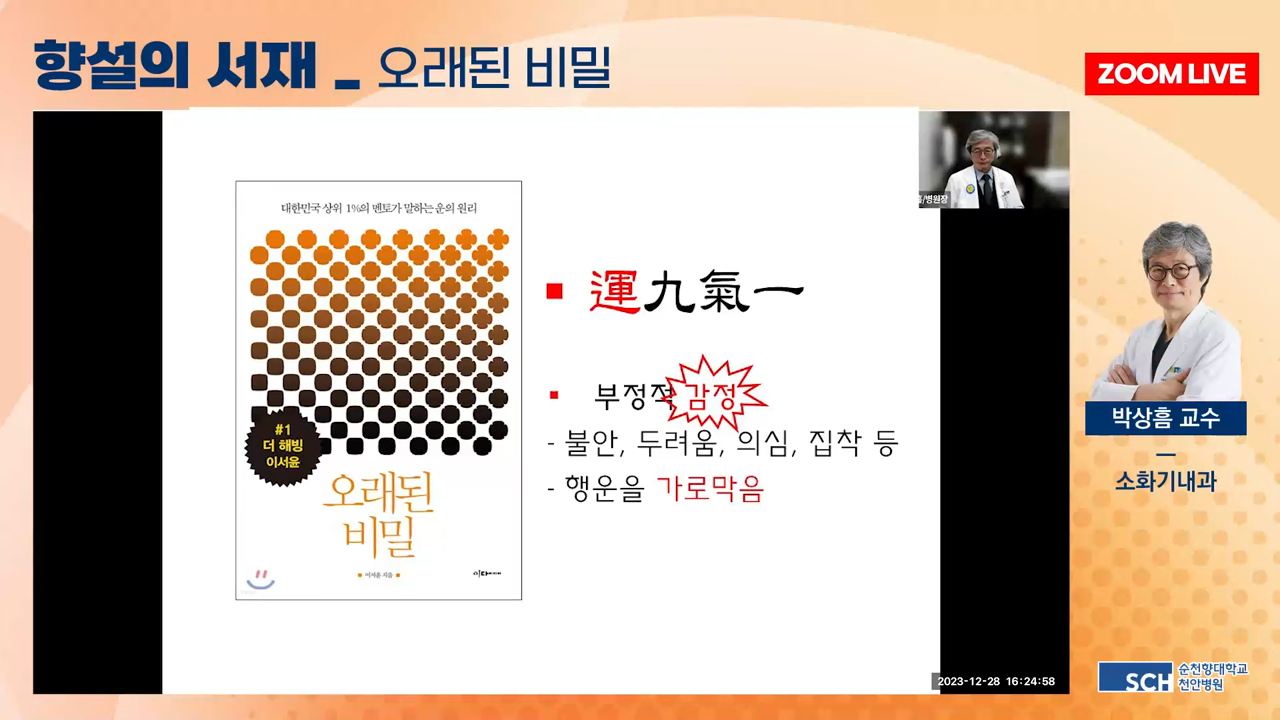 향설의 서재 _ 오래된 비밀
ZOOM LIVE
대한민국 상위 1%의 멘토가 말하는 운의 원리
#1
더 해빙
이서윤
오래된
비밀
이서윤 지음
이다미디어
■ 運九氣一
▪ 부정적 감정
- 불안, 두려움, 의심, 집착 등
- 행운을 가로막음
/병원장
박상흠 교수
소화기내과
2023-12-28 16:24:58
SCH 순천향대학교
천안병원